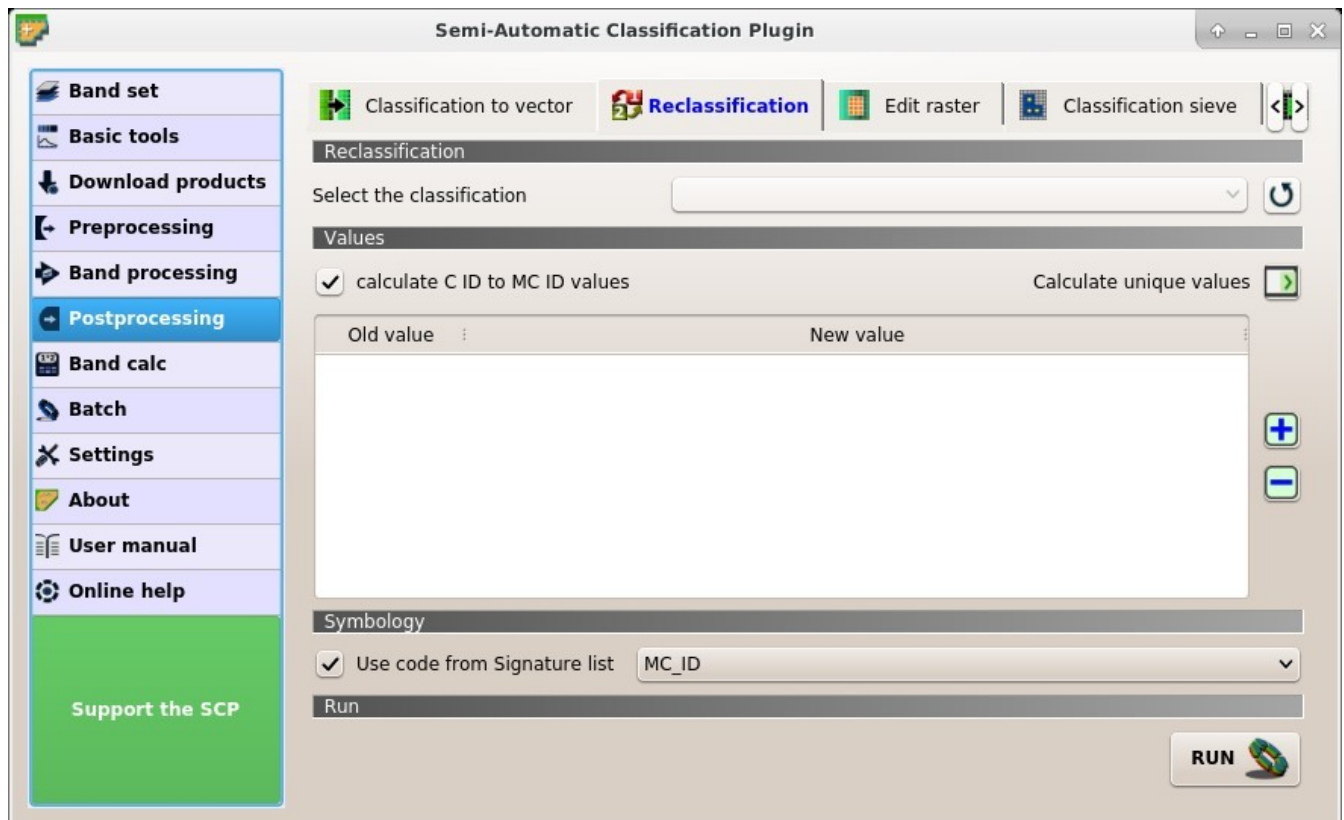 Semi-Automatic Classification Plugin
Band set
Basic tools
Download products
Preprocessing
Band processing
Postprocessing
Band calc
Batch
Settings
About
User manual
Online help
Support the SCP
Classification to vector
Reclassification
Edit raster
Classification sieve
Reclassification
Select the classification
Values
calculate C ID to MC ID values
Calculate unique values
Old value
New value
Symbology
Use code from Signature list
MC_ID
Run
RUN